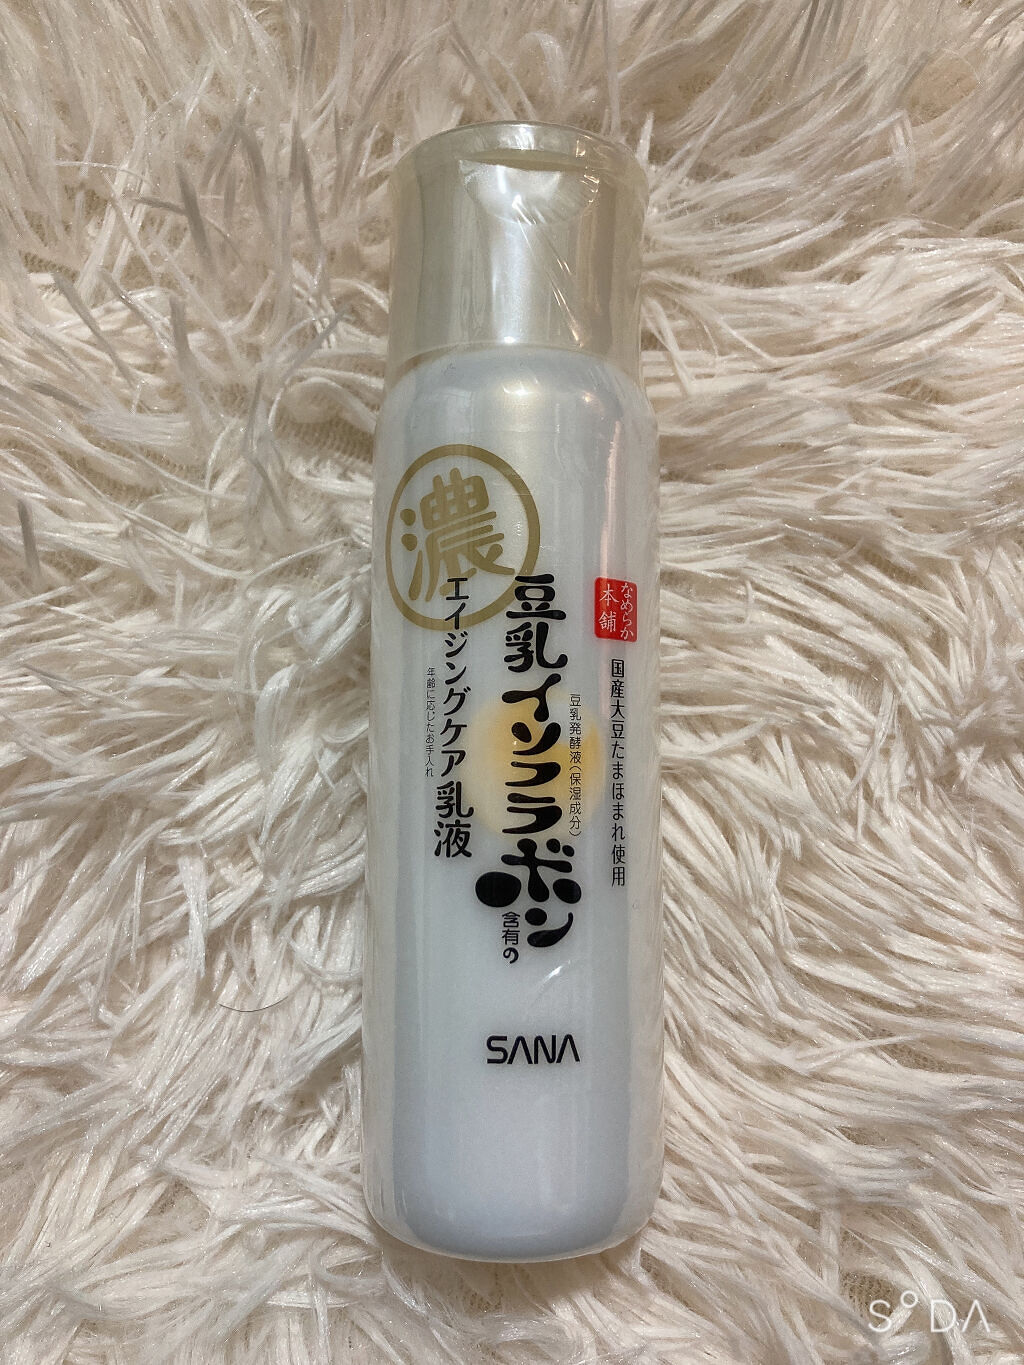 なめらか
本舗
国産大豆たまほまれ使用
豆乳発酵液(保湿成分)
豆乳イソフラボン
含有の
濃
エイジングケア乳液
年齢に応じたお手入れ
SANA
SODA